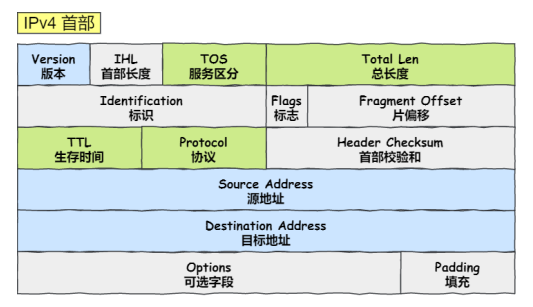 IPv4 首部
Version IHL TOS Total Len
版本 首部长度 服务区分 总长度
Identification Flags Fragment Offset
标识 标志 片偏移
TTL Protocol Header Checksum
生存时间 协议 首部校验和
Source Address
源地址
Destination Address
目标地址
Options Padding
可选字段 填充